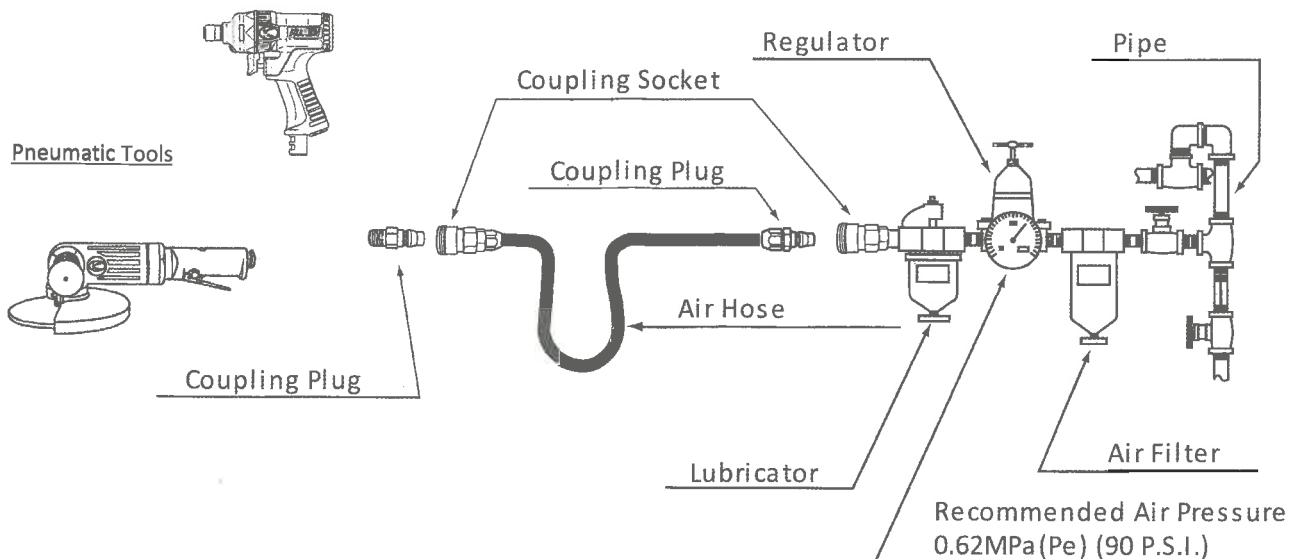 Regulator
Pipe
Coupling Socket
Pneumatic Tools
Coupling Plug
Air Hose
Coupling Plug
Air Filter
Lubricator
Recommended Air Pressure
0.62MPa(Pe) (90 P.S.I.)